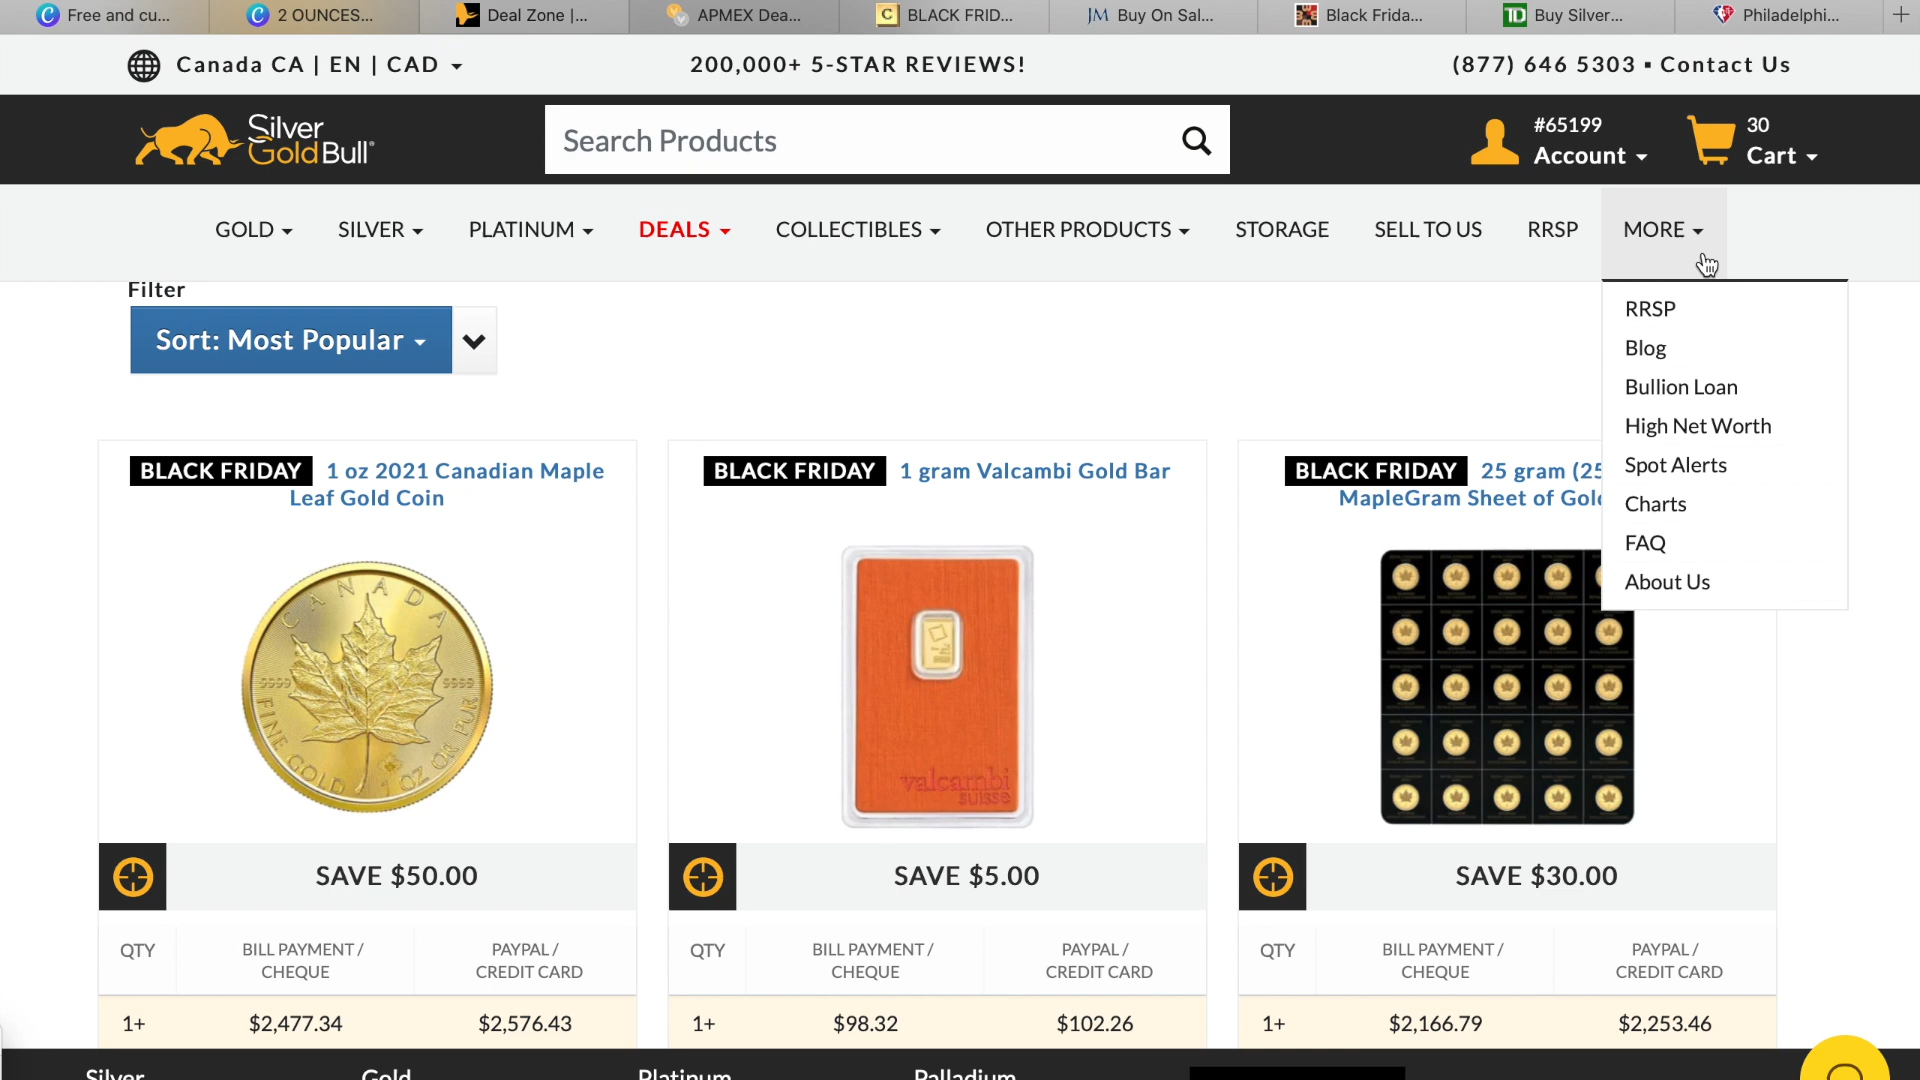 Free and cu...
2 OUNCES...
Deal Zone |...
APMEX Dea...
BLACK FRID...
JM Buy On Sal...
Black Frida...
TD Buy Silver...
Philadelphi...
Canada CA | EN | CAD
200,000+ 5-STAR REVIEWS!
(877) 646 5303 ▪ Contact Us
Silver
GoldBull
Search Products
#65199
Account
30
Cart
GOLD SILVER PLATINUM DEALS COLLECTIBLES OTHER PRODUCTS STORAGE SELL TO US RRSP MORE
Filter
Sort: Most Popular
RRSP
Blog
Bullion Loan
High Net Worth
Spot Alerts
Charts
FAQ
About Us
BLACK FRIDAY 1 oz 2021 Canadian Maple
Leaf Gold Coin
BLACK FRIDAY 1 gram Valcambi Gold Bar
BLACK FRIDAY 25 gram (25
MapleGram Sheet of Gold
CANADA
9999 9999
FINE GOLD 1 OZ OR PUR
valcambi
SUISSE
SAVE $50.00
SAVE $5.00
SAVE $30.00
QTY
BILL PAYMENT /
CHEQUE
PAYPAL /
CREDIT CARD
QTY
BILL PAYMENT /
CHEQUE
PAYPAL /
CREDIT CARD
QTY
BILL PAYMENT /
CHEQUE
PAYPAL /
CREDIT CARD
1+ $2,477.34 $2,576.43
1+ $98.32 $102.26
1+ $2,166.79 $2,253.46
Silver Gold Platinum Palladium